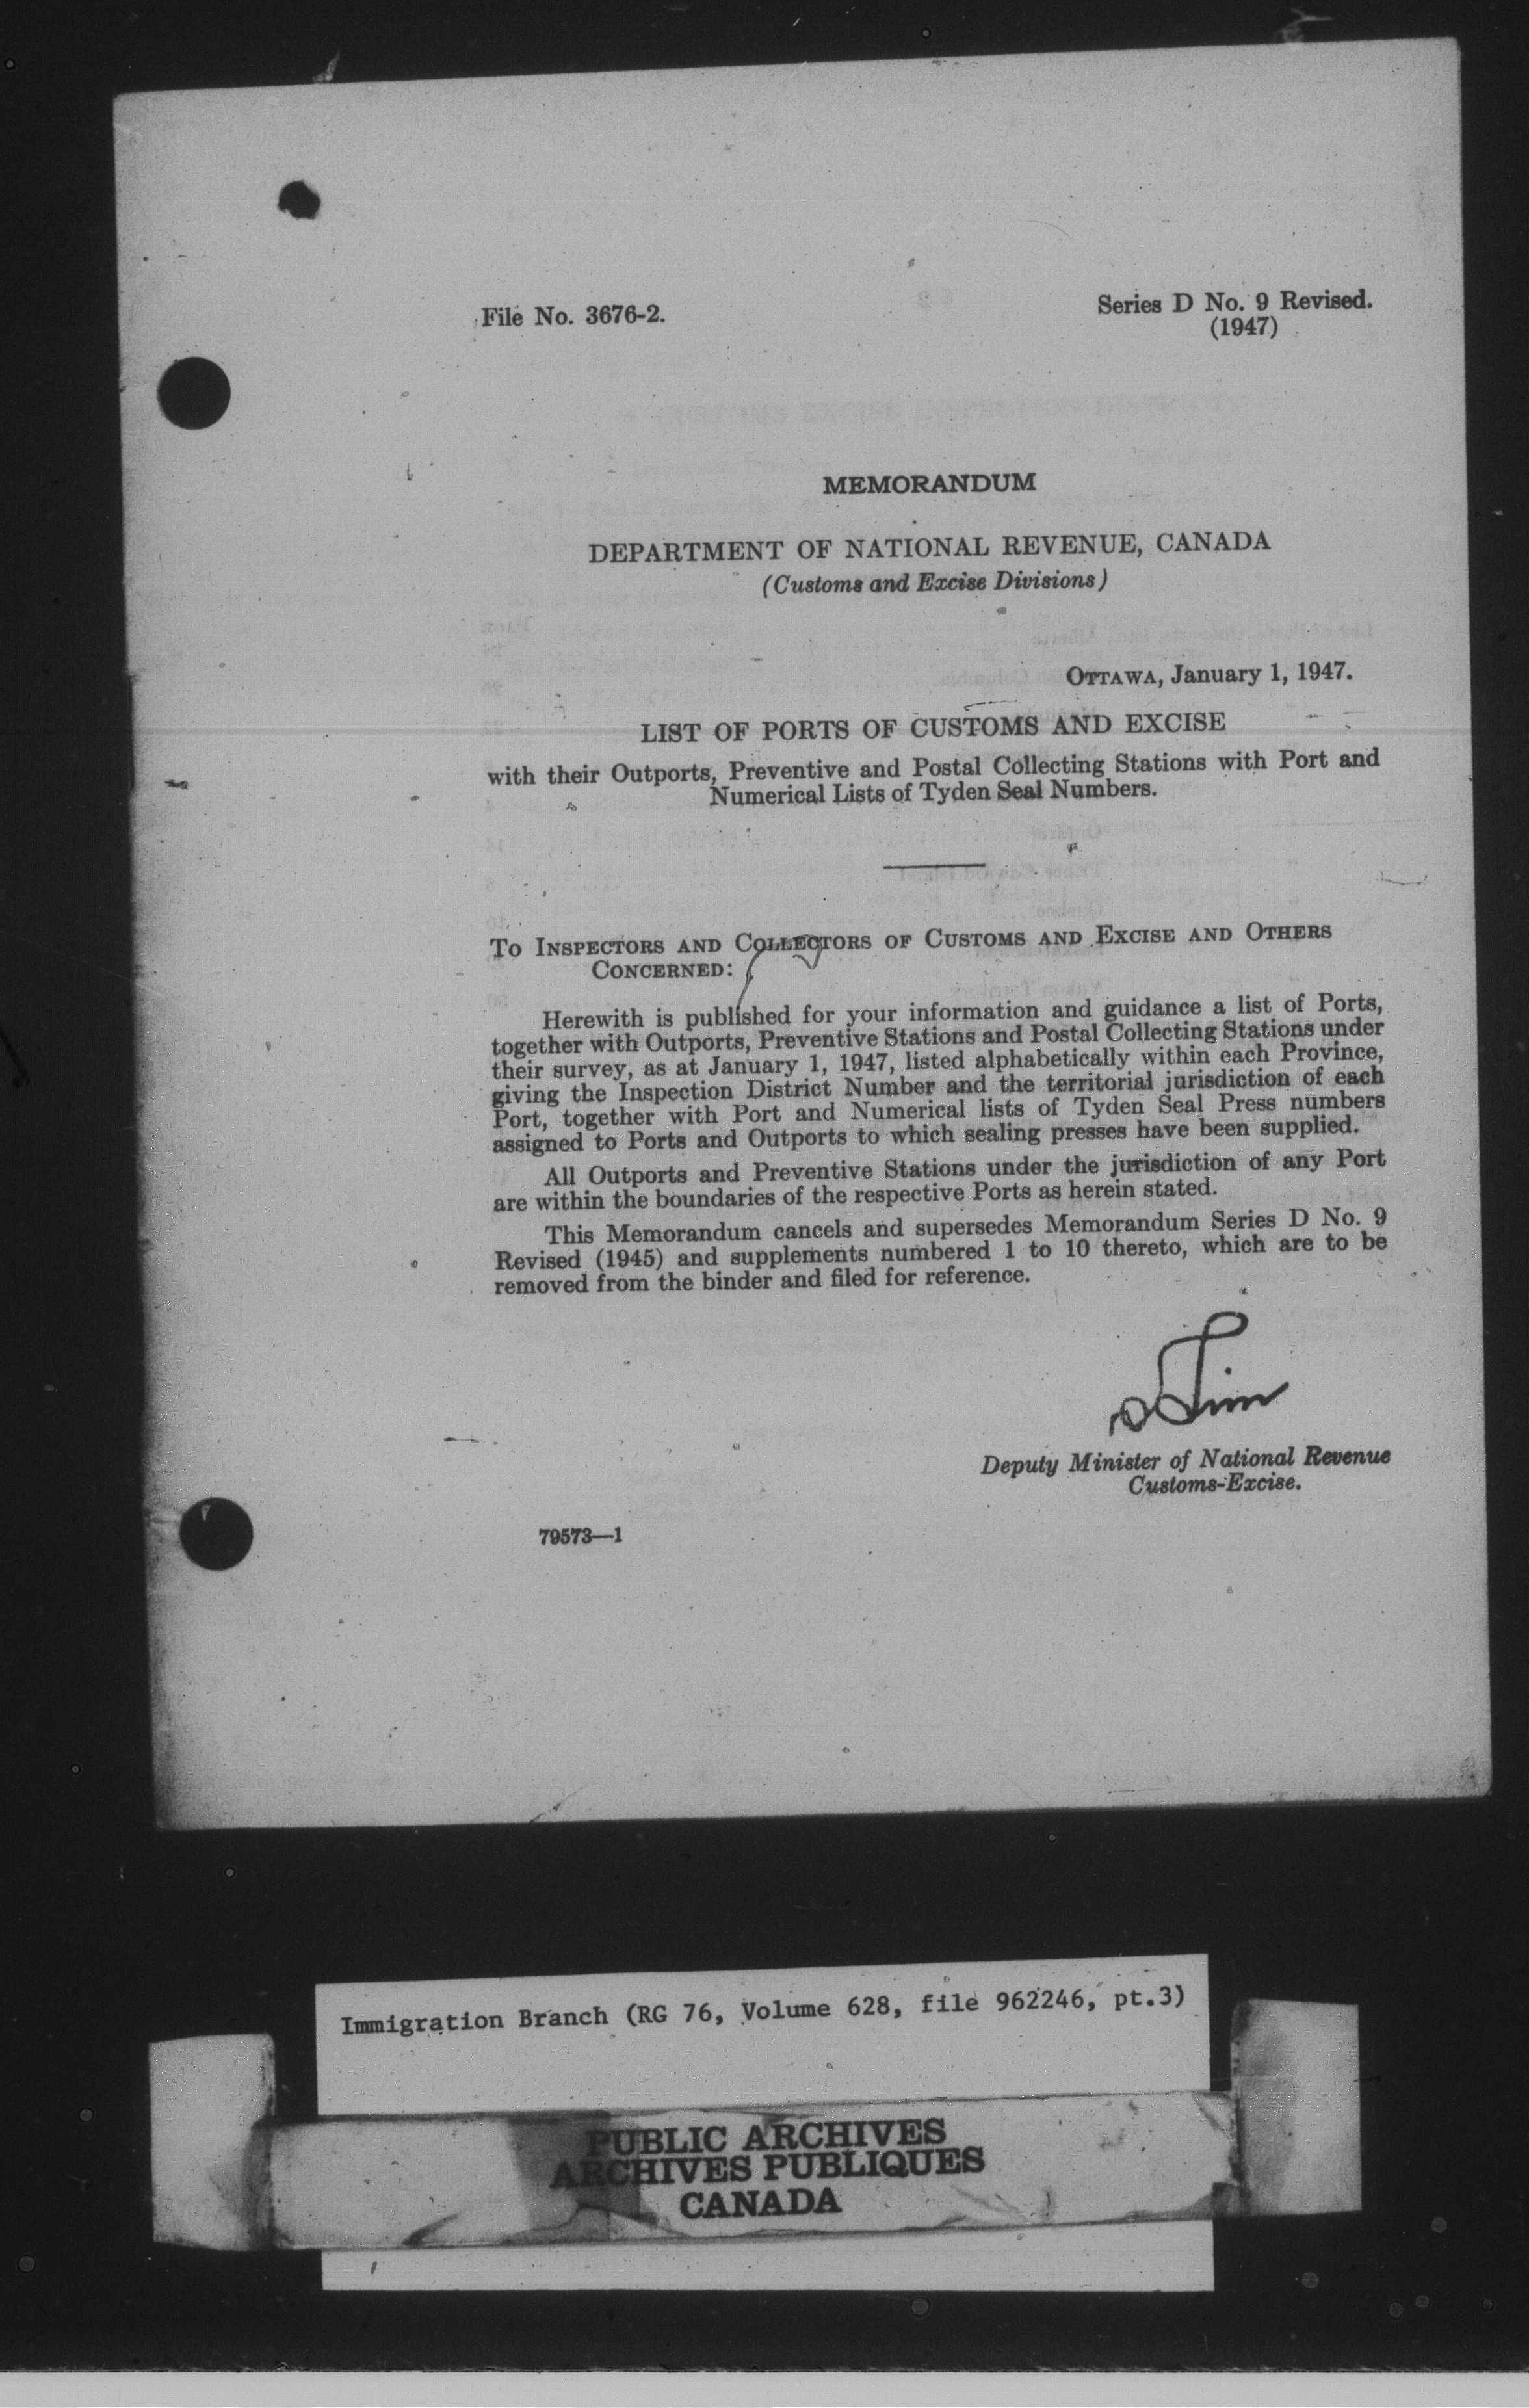 File No. 3676-2.
Series D No. 9 Revised.
(1947)
MEMORANDUM
DEPARTMENT OF NATIONAL REVENUE, CANADA
(Customs and Excise Divisions)
OTTAWA, January 1, 1947.
LIST OF PORTS OF CUSTOMS AND EXCISE
with their Outports, Preventive and Postal Collecting Stations with Port and
Numerical Lists of Tyden Seal Numbers.
TO INSPECTORS AND COLLECTORS OF CUSTOMS AND EXCISE AND OTHERS
CONCERNED:
Herewith is published for your information and guidance a list of Ports,
together with Outports, Preventive Stations and Postal Collecting Stations under
their survey, as at January 1, 1947, listed alphabetically within each Province,
giving the Inspection District Number and the territorial jurisdiction of each
Port, together with Port and Numerical lists of Tyden Seal Press numbers
assigned to Ports and Outports to which sealing presses have been supplied.
All Outports and Preventive Stations under the jurisdiction of any Port
are within the boundaries of the respective Ports as herein stated.
This Memorandum cancels and supersedes Memorandum Series D No. 9
Revised (1945) and supplements numbered 1 to 10 thereto, which are to be
removed from the binder and filed for reference.
Sim
Deputy Minister of National Revenue
Customs-Excise.
79573—1
Immigration Branch (RG 76, Volume 628, file 962246, pt.3)
PUBLIC ARCHIVES
ARCHIVES PUBLIQUES
CANADA